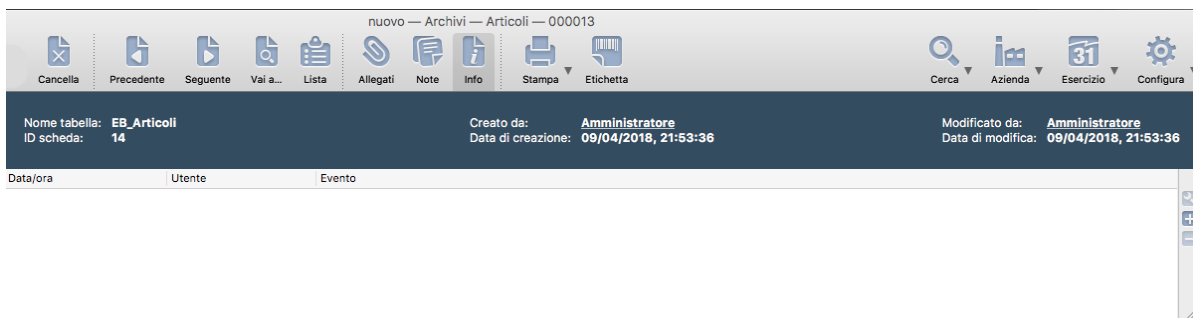 nuovo — Archivi — Articoli — 000013
Cancella Precedente Seguente Vai a... Lista Allegati Note Info Stampa Etichetta Cerca Azienda 31 Esercizio Configura
Nome tabella: EB_Articoli Creato da: Amministratore Modificato da: Amministratore
ID scheda: 14 Data di creazione: 09/04/2018, 21:53:36 Data di modifica: 09/04/2018, 21:53:36
Data/ora Utente Evento